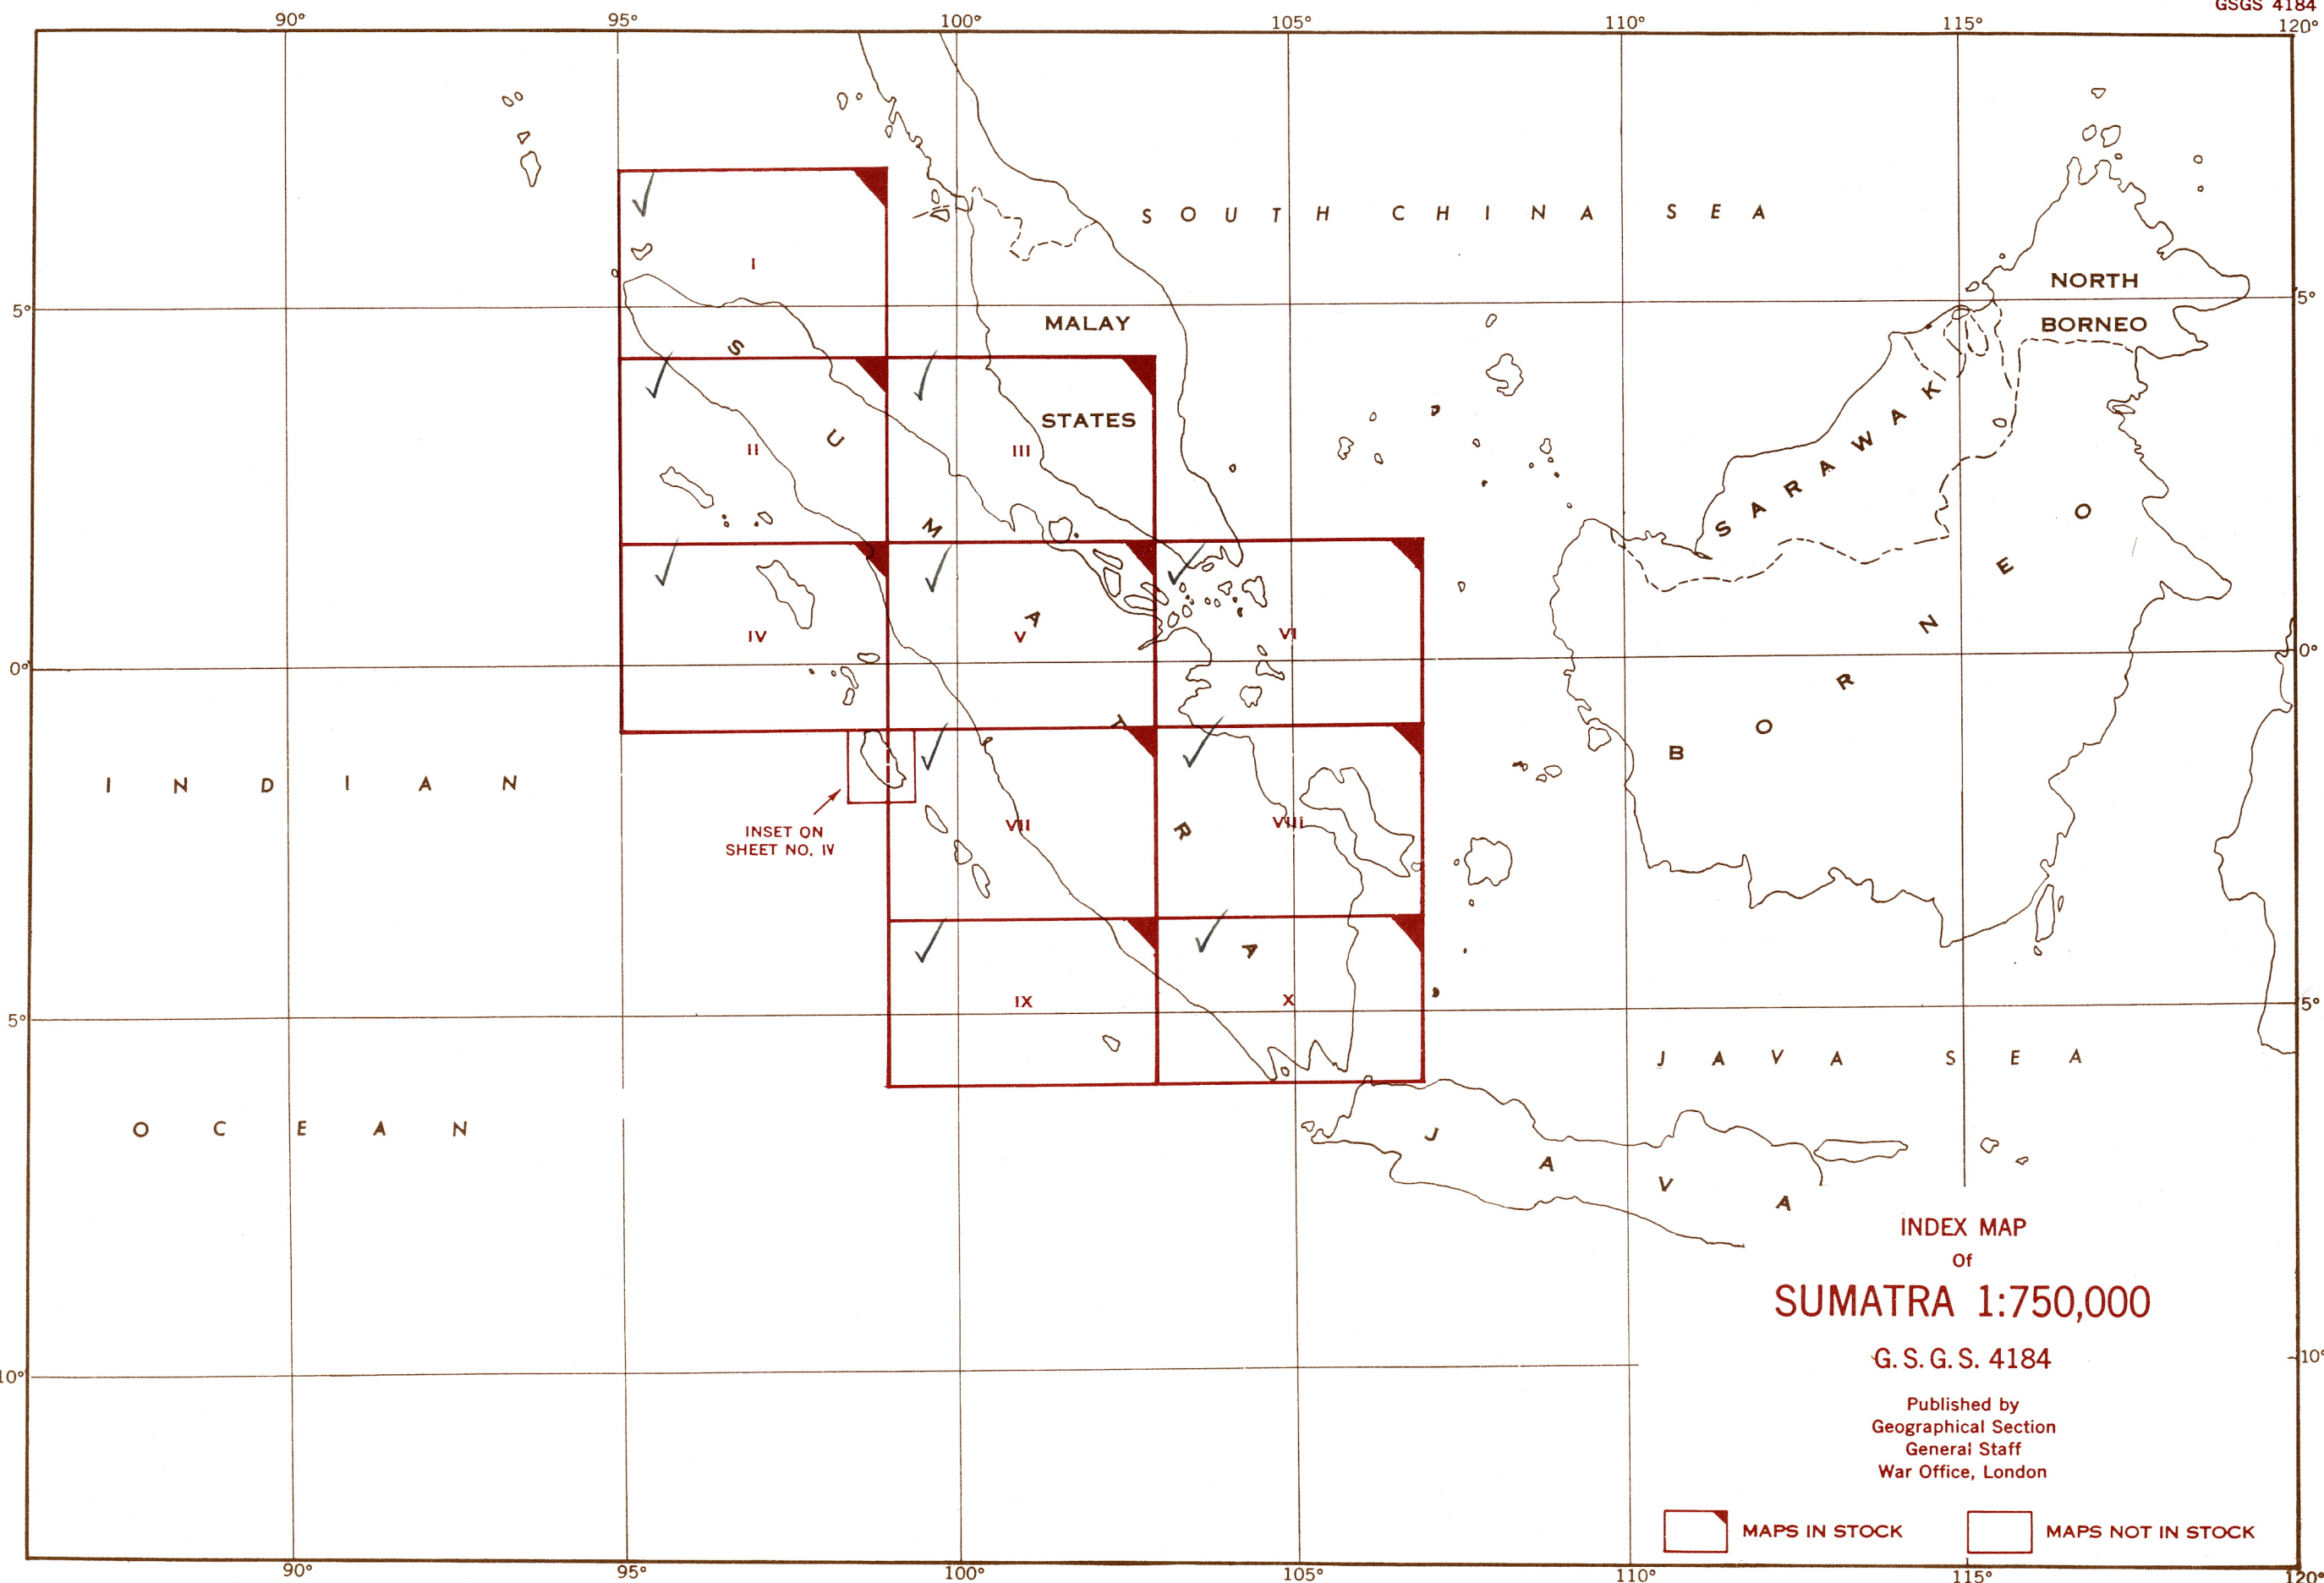 GSGS 4184
90° 95° 100° 105° 110° 115° 120°
SOUTH CHINA SEA
I
NORTH
BORNEO
5° 5°
MALAY
STATES
SUMATRA
SARAWAK
II III
BORNEO
IV V VI
0° 0°
INDIAN
OCEAN
INSET ON
SHEET NO. IV
VII VIII
IX X
5° 5°
JAVA SEA
JAVA
INDEX MAP
Of
SUMATRA 1:750,000
G.S.G.S. 4184
10° 10°
Published by
Geographical Section
General Staff
War Office, London
MAPS IN STOCK MAPS NOT IN STOCK
90° 95° 100° 105° 110° 115° 120°